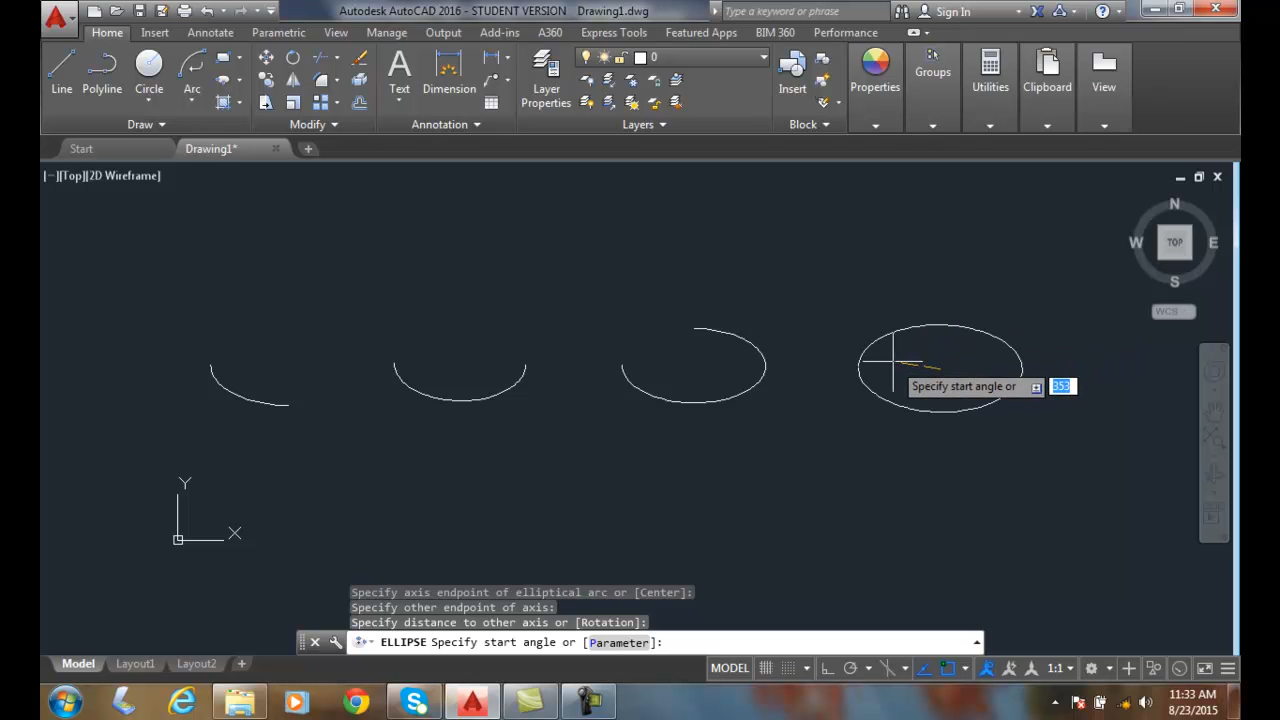 Autodesk AutoCAD 2016 - STUDENT VERSION Drawing1.dwg
Type a keyword or phrase
Sign In
Home Insert Annotate Parametric View Manage Output Add-ins A360 Express Tools Featured Apps BIM 360 Performance
0
Line Polyline Circle Arc Text Dimension Layer Properties Insert Properties Groups Utilities Clipboard View
Draw Modify Annotation Layers Block
Start Drawing1*
[−][Top][2D Wireframe]
N
W TOP E
S
WCS
Specify start angle or 353
Y
X
Specify axis endpoint of elliptical arc or [Center]:
Specify other endpoint of axis:
Specify distance to other axis or [Rotation]:
ELLIPSE Specify start angle or [Parameter]:
Model Layout1 Layout2 +
MODEL 1:1
11:33 AM
8/23/2015